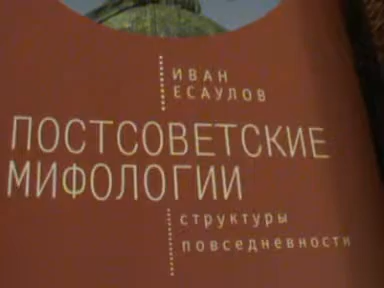 ИВАН
ЕСАУЛОВ
ПОСТСОВЕТСКИЕ
МИФОЛОГИИ
структуры
повседневности